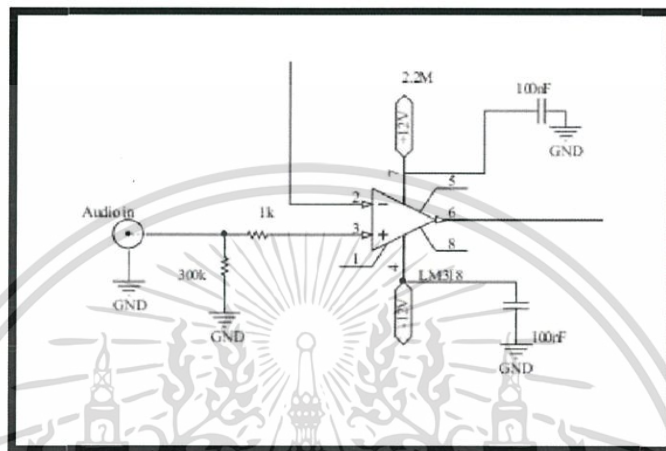 2.2M
100nF
+12V
GND
7
5
Audio in
1k
2
6
3
300k
1
8
4
LM318
GND
GND
+12V
100nF
GND